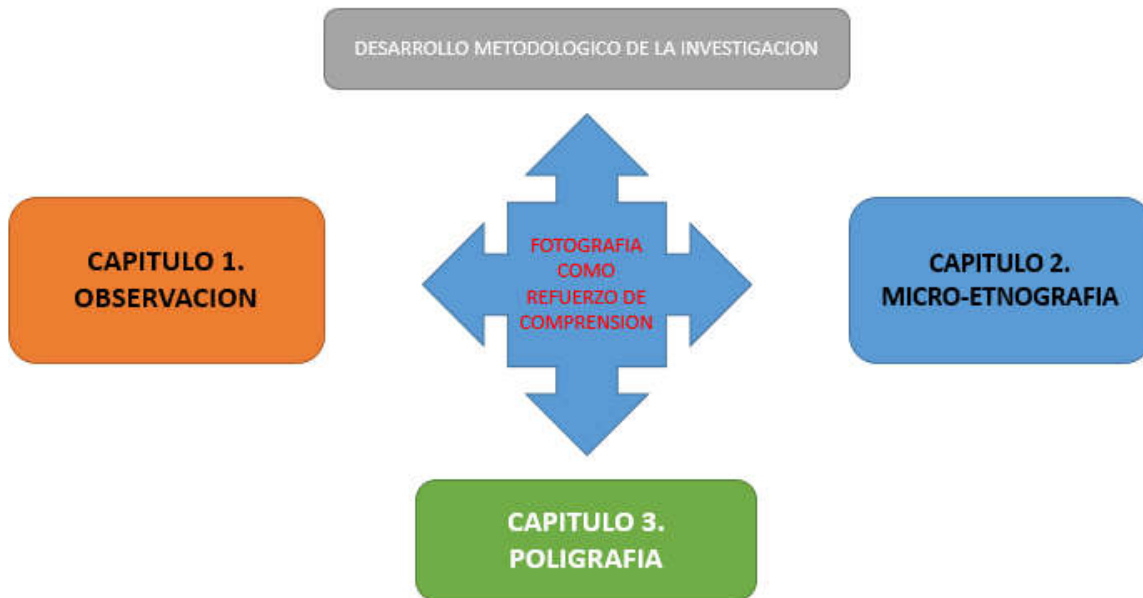 DESARROLLO METODOLOGICO DE LA INVESTIGACION
CAPITULO 1.
OBSERVACION
FOTOGRAFIA
COMO
REFUERZO DE
COMPRENSION
CAPITULO 2.
MICRO-ETNOGRAFIA
CAPITULO 3.
POLIGRAFIA